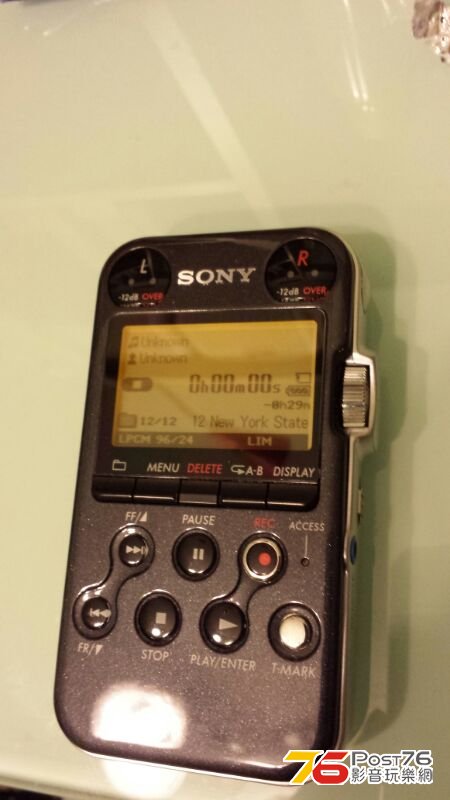 L SONY R
-12dB OVER -12dB OVER
Unknown
Unknown
0h00m00s
-0h29m
12/12 12 New York State
LPCM 96/24 LIM
MENU DELETE A-B DISPLAY
FF/▲ PAUSE REC ACCESS
FR/▼ STOP PLAY/ENTER T-MARK
76 Post76
影音玩樂網